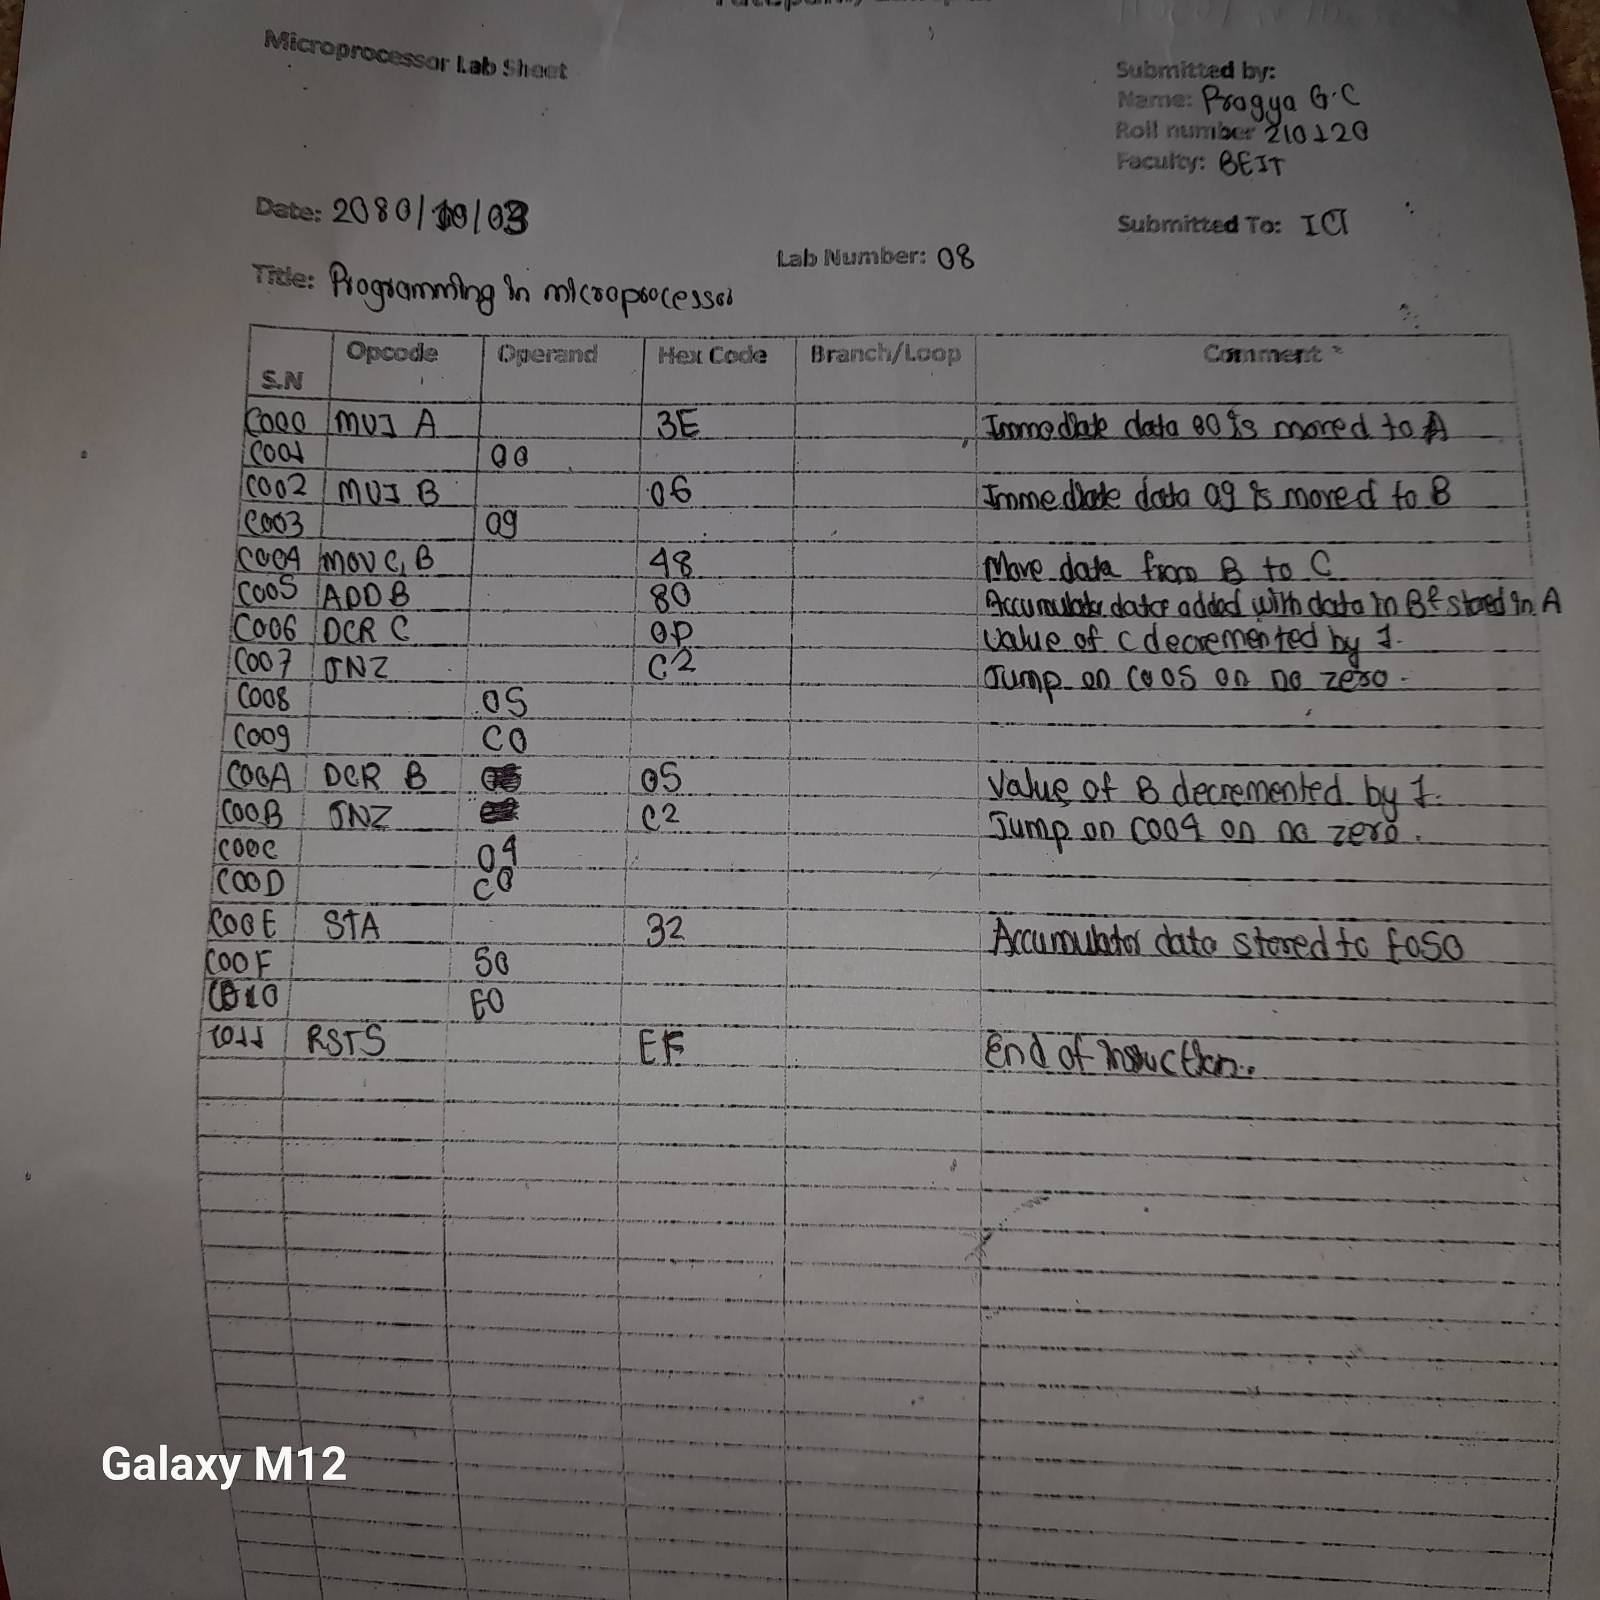 Microprocessor Lab Sheet
Submitted by:
Name: Pragya G.C
Roll number 210120
Faculty: BEIT
Date: 2080/10/03
Submitted To: ICT
Lab Number: 08
Title: Programming in microprocessor
S.N Opcode Operand Hex Code Branch/Loop Comment
C000 MVI A 3E Immediate data 00 is moved to A
C001 00
C002 MVI B 06 Immediate data 09 is moved to B
C003 09
C004 MOV C, B 48 Move data from B to C
C005 ADD B 80 Accumulator data added with data in B & stored in A
C006 DCR C 0D Value of C decremented by 1.
C007 JNZ C2 Jump on C005 on no zero.
C008 05
C009 C0
C00A DCR B 05 Value of B decremented by 1.
C00B JNZ C2 Jump on C004 on no zero.
C00C 04
C00D C0
C00E STA 32 Accumulator data stored to F050
C00F 50
C010 F0
C011 RST5 EF End of
Galaxy M12